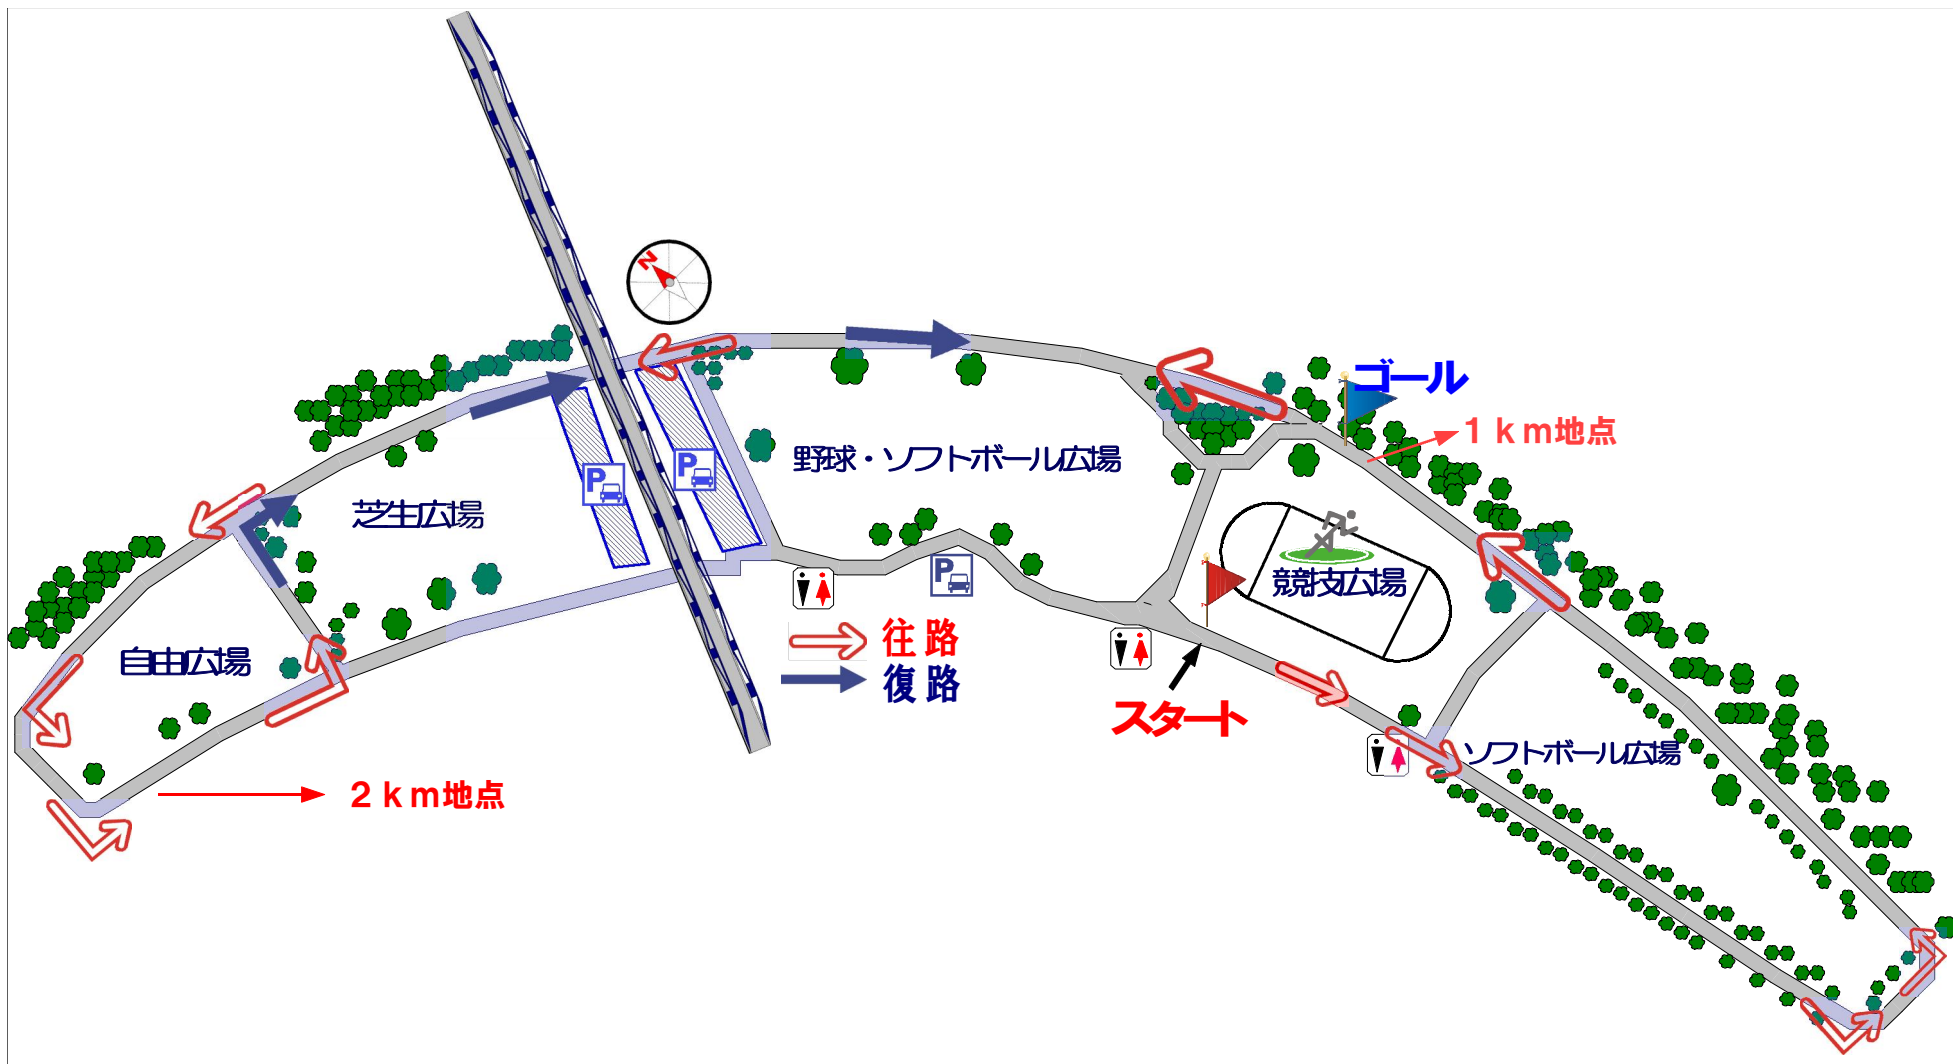 N
ゴール
1km地点
野球・ソフトボール広場
P
P
芝生広場
競技広場
P
往路
自由広場
復路
スタート
ソフトボール広場
2km地点